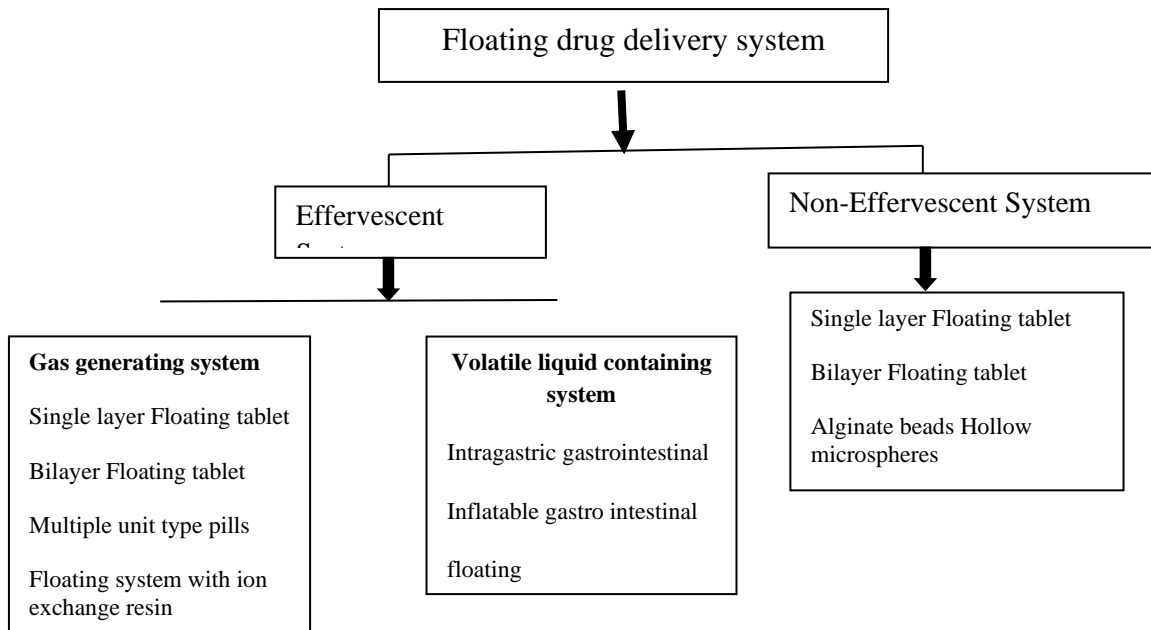 Floating drug delivery system
Effervescent
Non-Effervescent System
Gas generating system
Single layer Floating tablet
Bilayer Floating tablet
Multiple unit type pills
Floating system with ion
exchange resin
Volatile liquid containing
system
Intragastric gastrointestinal
Inflatable gastro intestinal
floating
Single layer Floating tablet
Bilayer Floating tablet
Alginate beads Hollow
microspheres